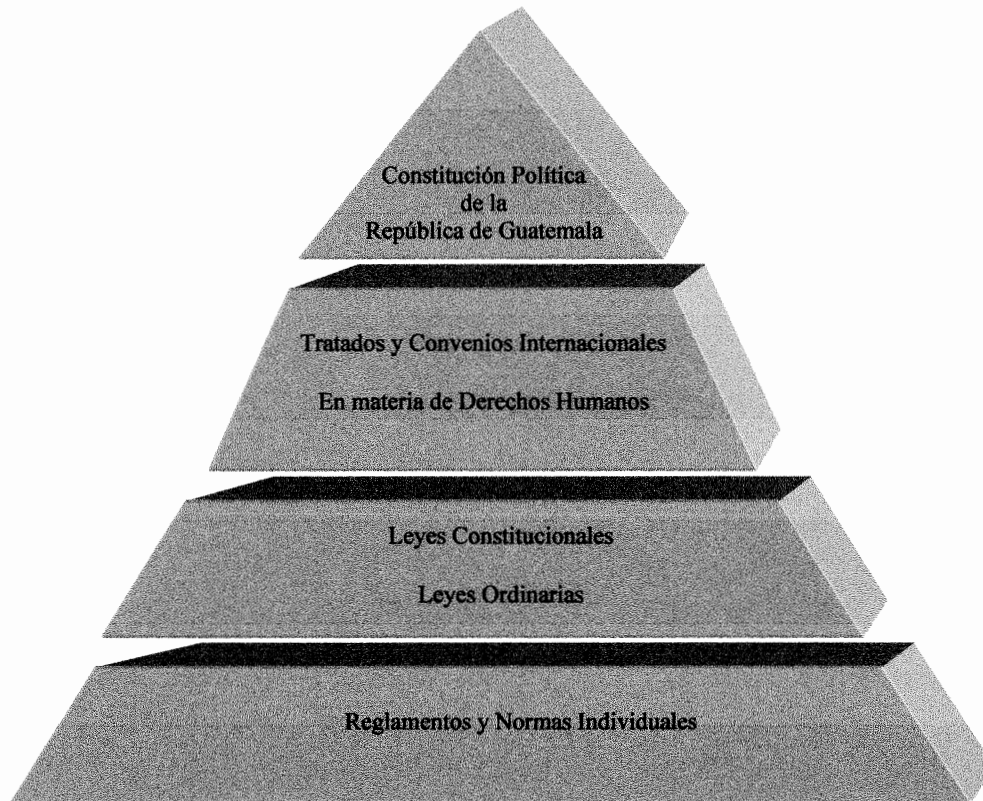 Constitución Política
de la
República de Guatemala
Tratados y Convenios Internacionales
En materia de Derechos Humanos
Leyes Constitucionales
Leyes Ordinarias
Reglamentos y Normas Individuales